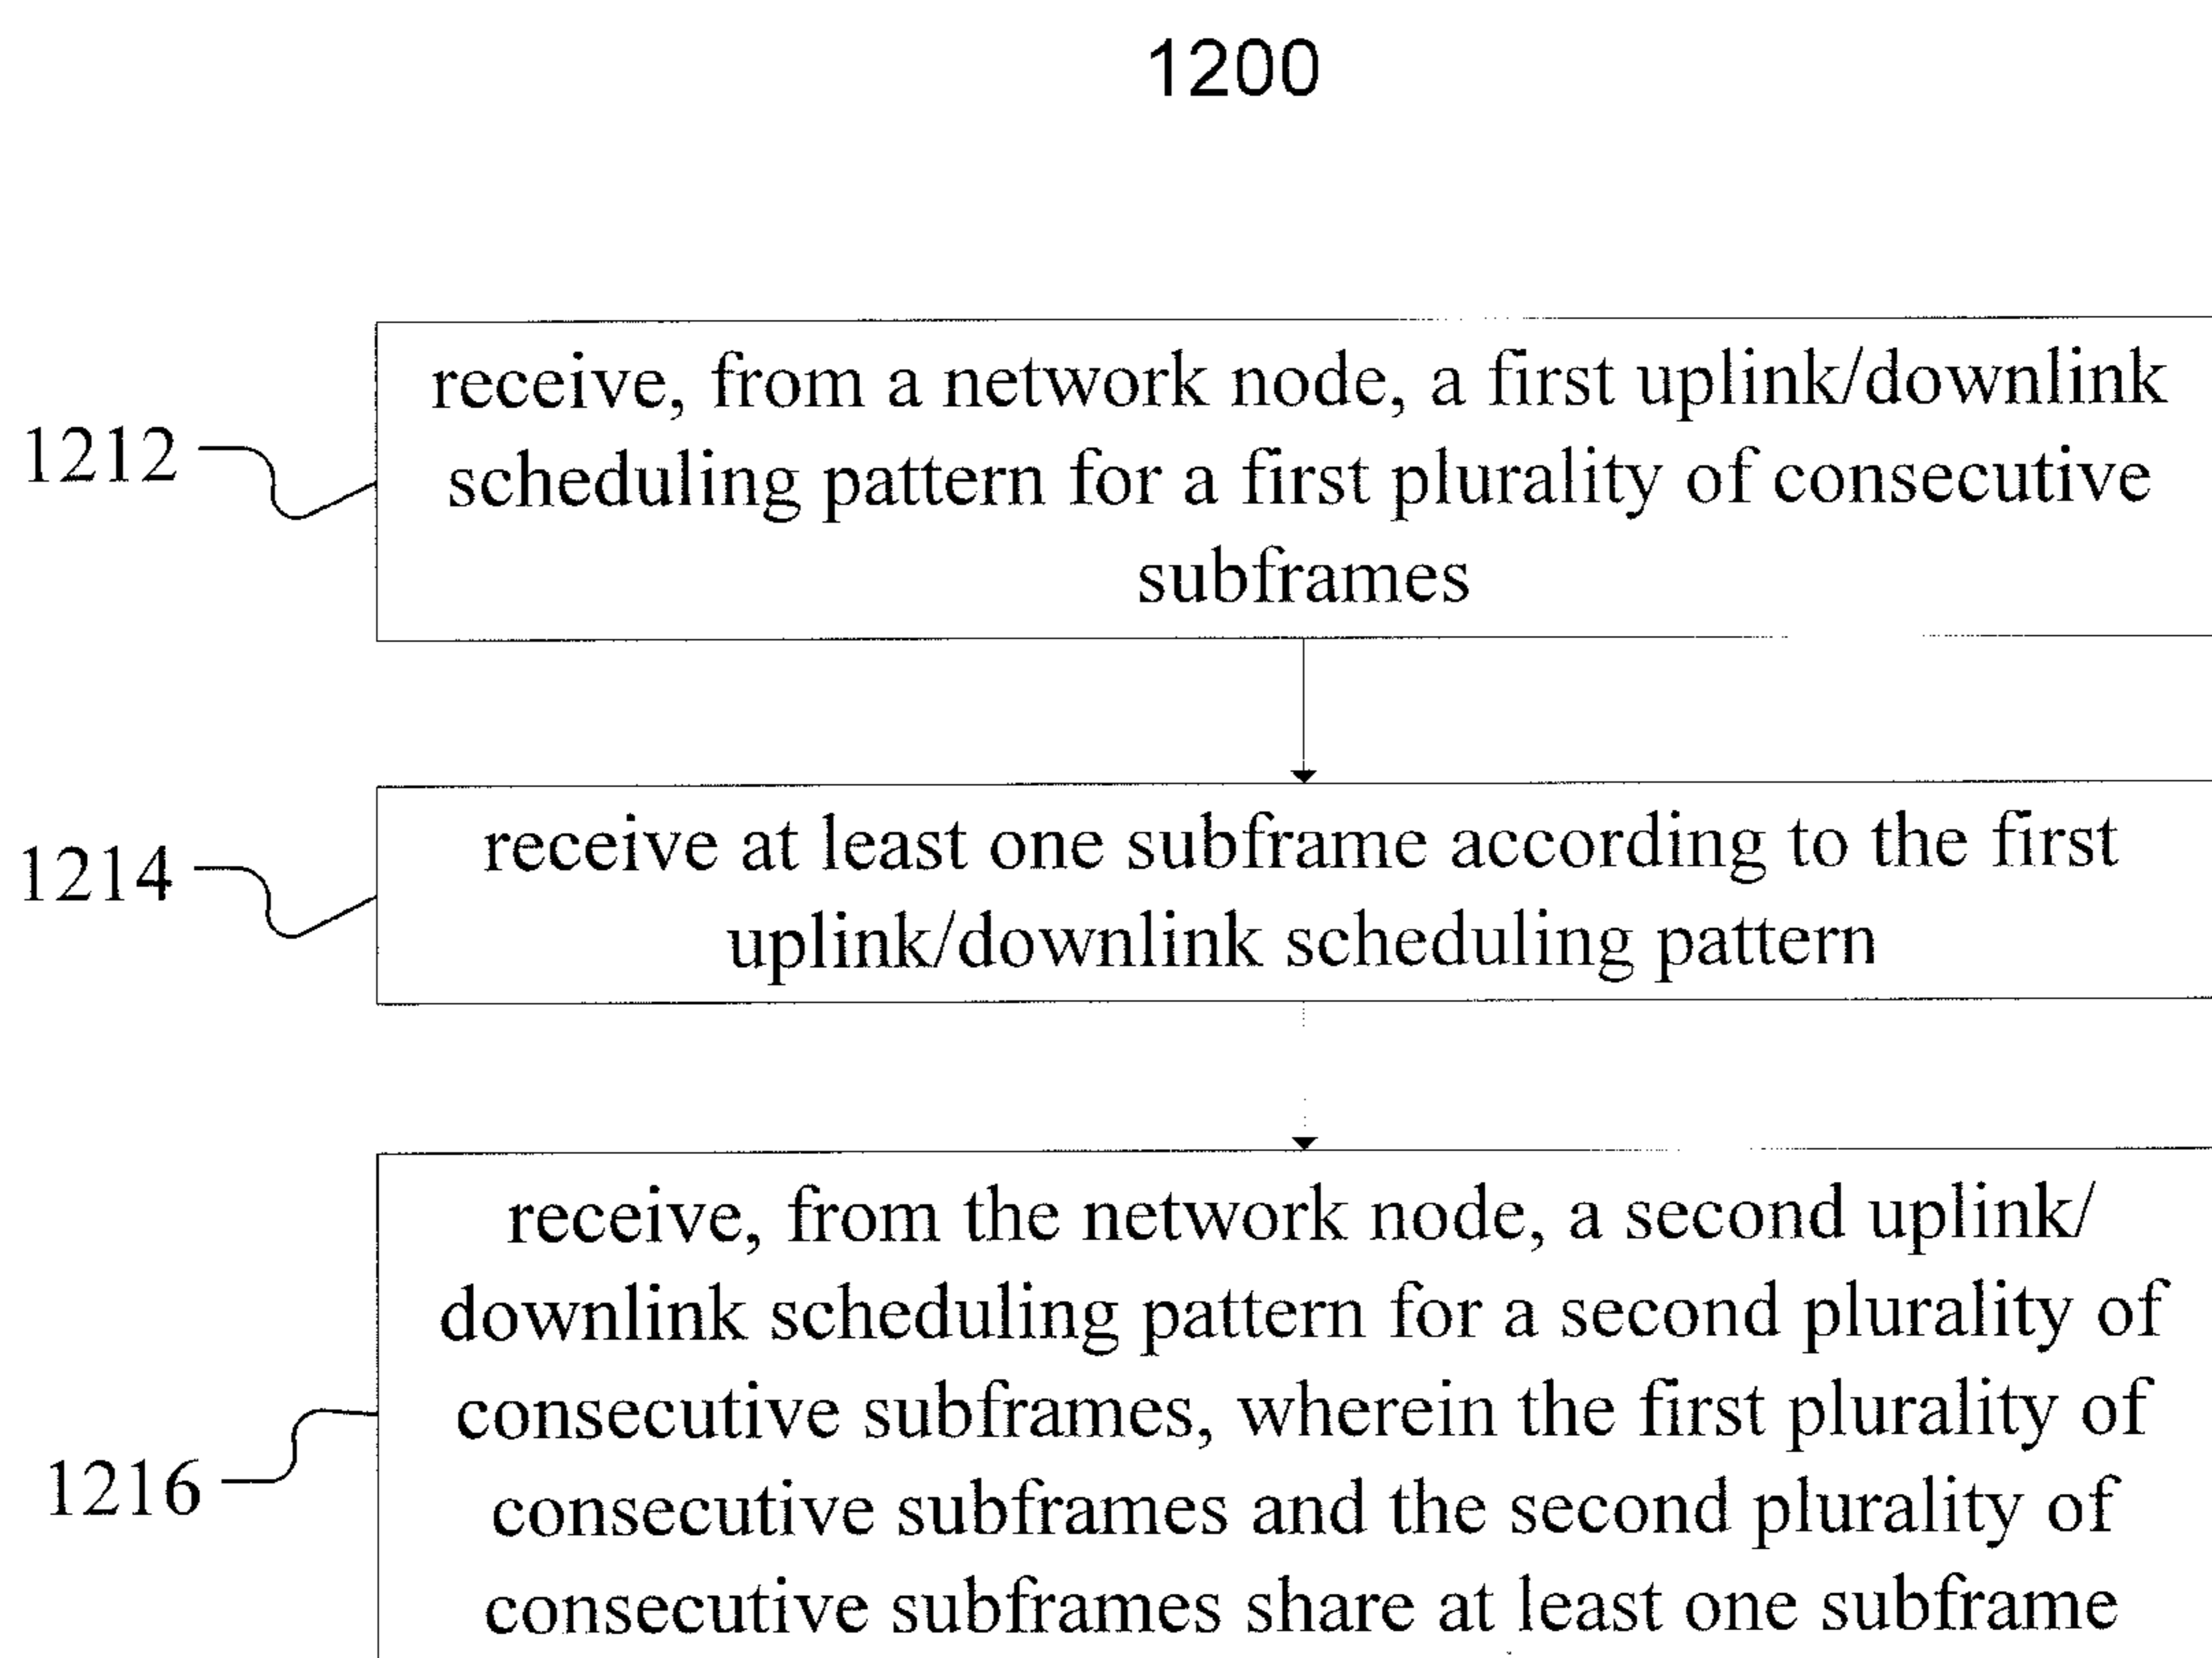 1200
receive, from a network node, a first uplink/downlink
1212
scheduling pattern for a first plurality of consecutive
subframes
receive at least one subframe according to the first
1214
uplink/downlink scheduling pattern
receive, from the network node, a second uplink/
downlink scheduling pattern for a second plurality of
consecutive subframes, wherein the first plurality of
1216
consecutive subframes and the second plurality of
consecutive subframes share at least one subframe